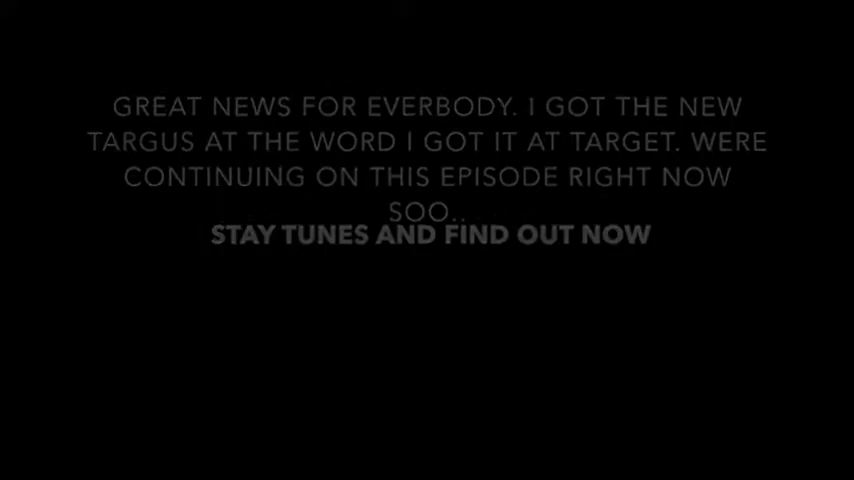 GREAT NEWS FOR EVERBODY. I GOT THE NEW
TARGUS AT THE WORD I GOT IT AT TARGET. WERE
CONTINUING ON THIS EPISODE RIGHT NOW
SOO..
STAY TUNES AND FIND OUT NOW